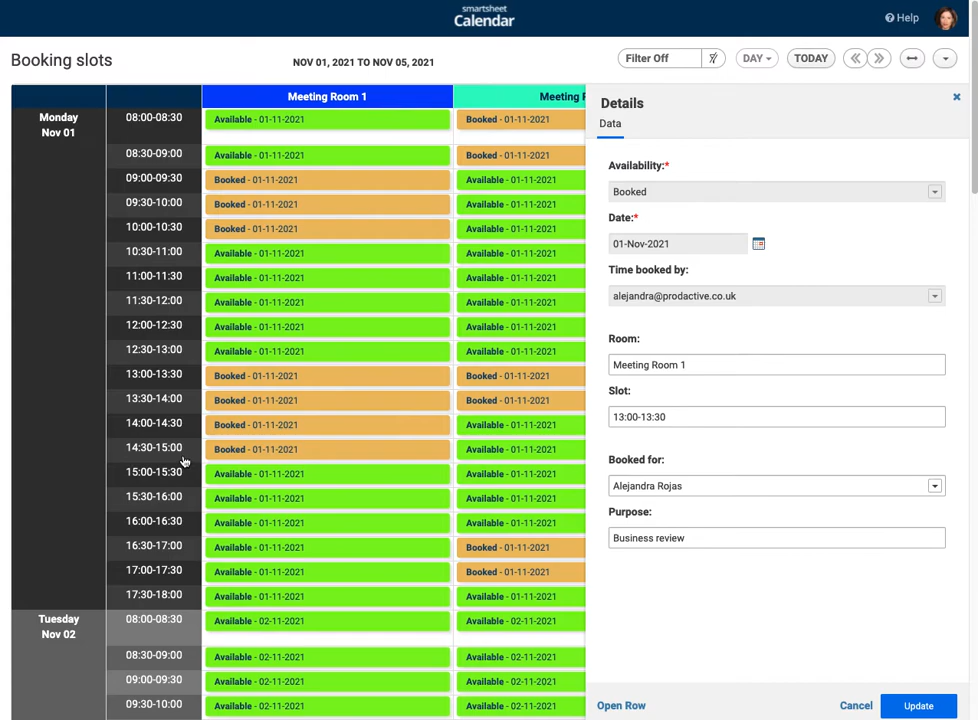 smartsheet
Calendar
Help
Booking slots
NOV 01, 2021 TO NOV 05, 2021
Filter Off
DAY
TODAY
Meeting Room 1
Meeting
Monday
Nov 01
08:00-08:30 Available - 01-11-2021 Booked - 01-11-2021
08:30-09:00 Available - 01-11-2021 Booked - 01-11-2021
09:00-09:30 Booked - 01-11-2021 Available - 01-11-2021
09:30-10:00 Booked - 01-11-2021 Available - 01-11-2021
10:00-10:30 Booked - 01-11-2021 Available - 01-11-2021
10:30-11:00 Available - 01-11-2021 Available - 01-11-2021
11:00-11:30 Available - 01-11-2021 Available - 01-11-2021
11:30-12:00 Available - 01-11-2021 Available - 01-11-2021
12:00-12:30 Available - 01-11-2021 Available - 01-11-2021
12:30-13:00 Available - 01-11-2021 Available - 01-11-2021
13:00-13:30 Booked - 01-11-2021 Booked - 01-11-2021
13:30-14:00 Booked - 01-11-2021 Booked - 01-11-2021
14:00-14:30 Booked - 01-11-2021 Available - 01-11-2021
14:30-15:00 Booked - 01-11-2021 Available - 01-11-2021
15:00-15:30 Available - 01-11-2021 Available - 01-11-2021
15:30-16:00 Available - 01-11-2021 Available - 01-11-2021
16:00-16:30 Available - 01-11-2021 Available - 01-11-2021
16:30-17:00 Available - 01-11-2021 Booked - 01-11-2021
17:00-17:30 Available - 01-11-2021 Booked - 01-11-2021
17:30-18:00 Available - 01-11-2021 Available - 01-11-2021
Tuesday
Nov 02
08:00-08:30 Available - 02-11-2021 Available - 02-11-2021
08:30-09:00 Available - 02-11-2021 Available - 02-11-2021
09:00-09:30 Available - 02-11-2021 Available - 02-11-2021
09:30-10:00 Available - 02-11-2021 Available - 02-11-2021
Details
Data
Availability:*
Booked
Date:*
01-Nov-2021
Time booked by:
alejandra@prodactive.co.uk
Room:
Meeting Room 1
Slot:
13:00-13:30
Booked for:
Alejandra Rojas
Purpose:
Business review
Open Row
Cancel
Update